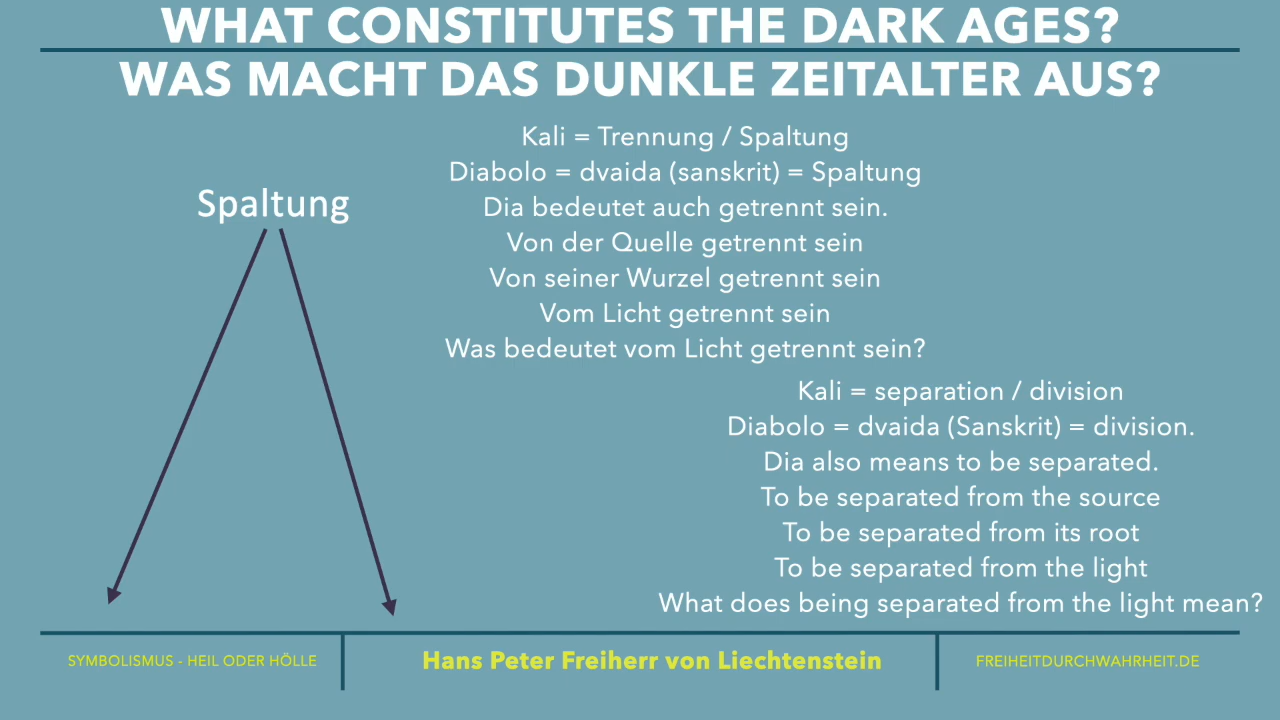 WHAT CONSTITUTES THE DARK AGES?
WAS MACHT DAS DUNKLE ZEITALTER AUS?
Spaltung
Kali = Trennung / Spaltung
Diabolo = dvaida (sanskrit) = Spaltung
Dia bedeutet auch getrennt sein.
Von der Quelle getrennt sein
Von seiner Wurzel getrennt sein
Vom Licht getrennt sein
Was bedeutet vom Licht getrennt sein?
Kali = separation / division
Diabolo = dvaida (Sanskrit) = division.
Dia also means to be separated.
To be separated from the source
To be separated from its root
To be separated from the light
What does being separated from the light mean?
SYMBOLISMUS - HEIL ODER HÖLLE
Hans Peter Freiherr von Liechtenstein
FREIHEITDURCHWAHRHEIT.DE